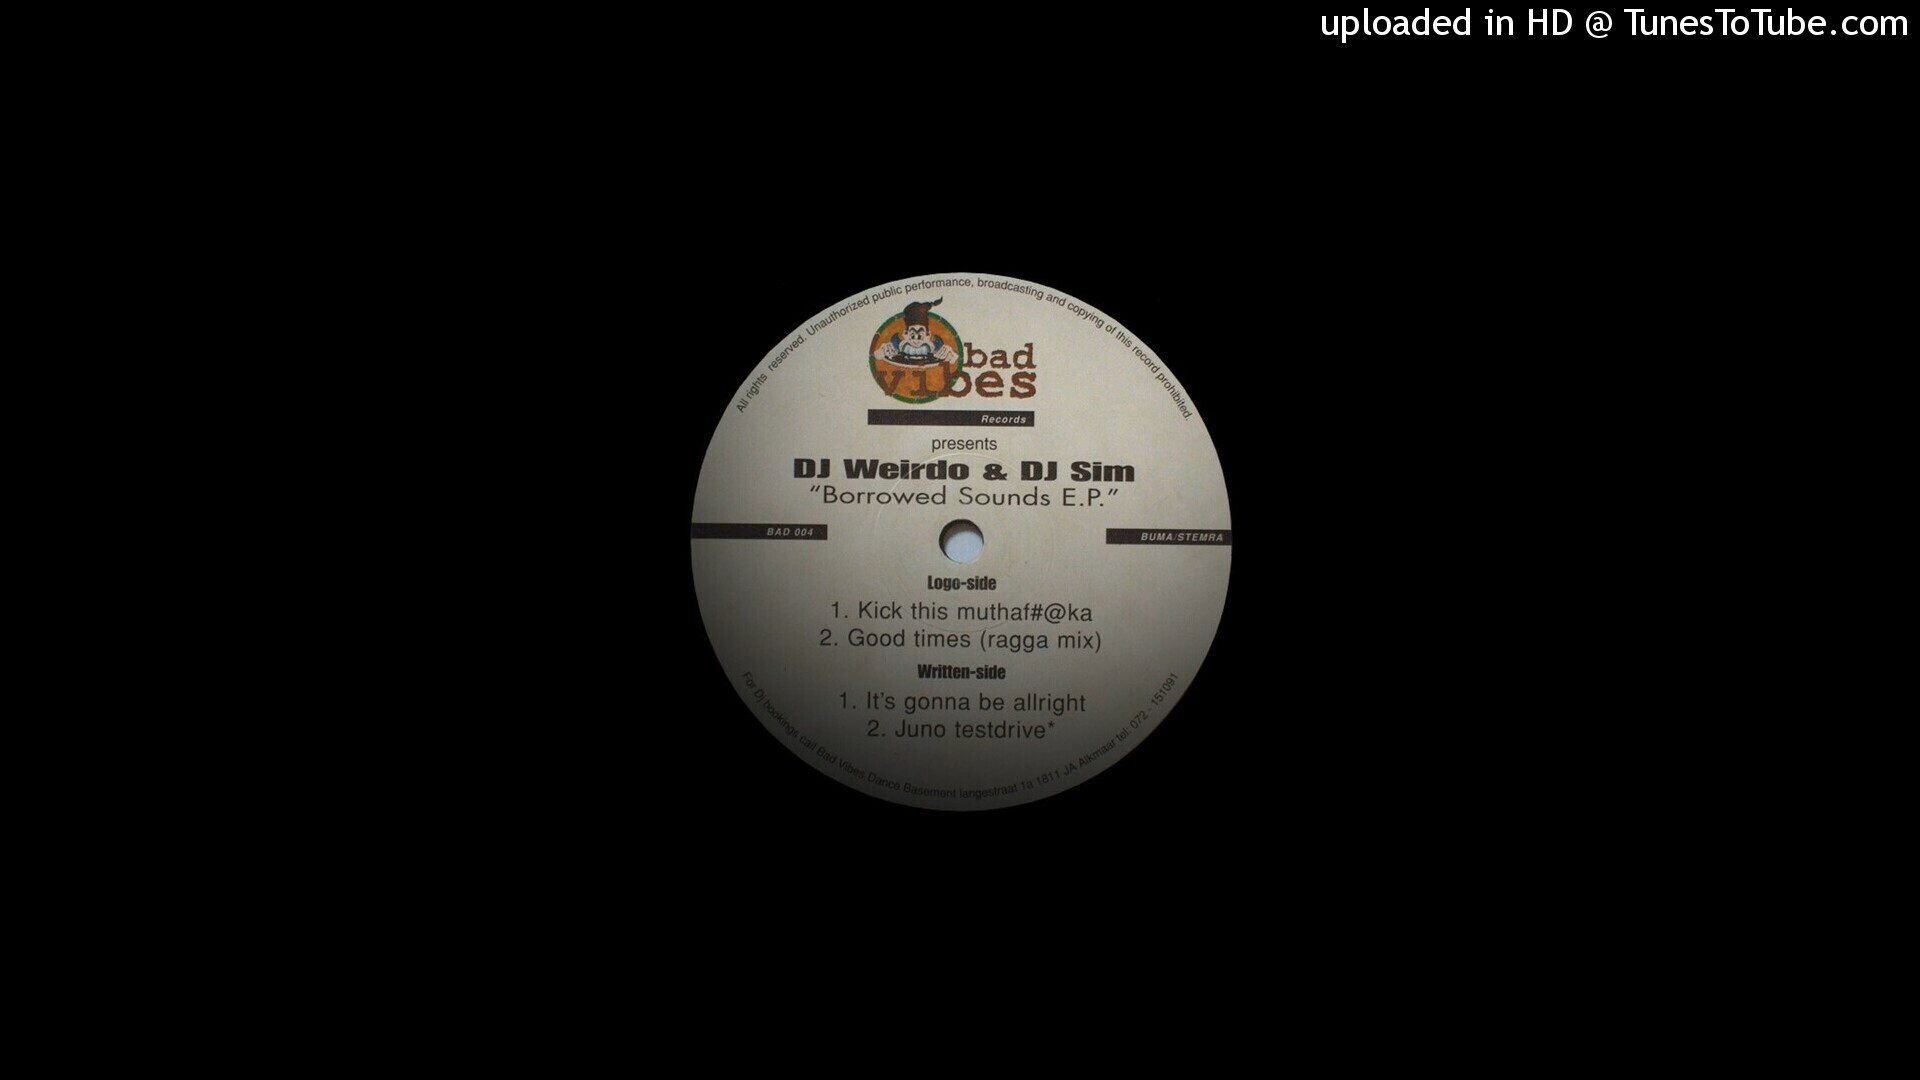 uploaded in HD @ TunesToTube.com
All rights reserved. Unauthorized public performance, broadcasting and copying of this record prohibited.
bad
vibes
Records
presents
DJ Weirdo & DJ Sim
"Borrowed Sounds E.P."
BAD 004
BUMA/STEMRA
Logo-side
1. Kick this muthaf#@ka
2. Good times (ragga mix)
Written-side
1. It's gonna be allright
2. Juno testdrive*
For Dj bookings call Bad Vibes Dance Basement langestraat 1a 1811 JA Alkmaar tel: 072 - 151091